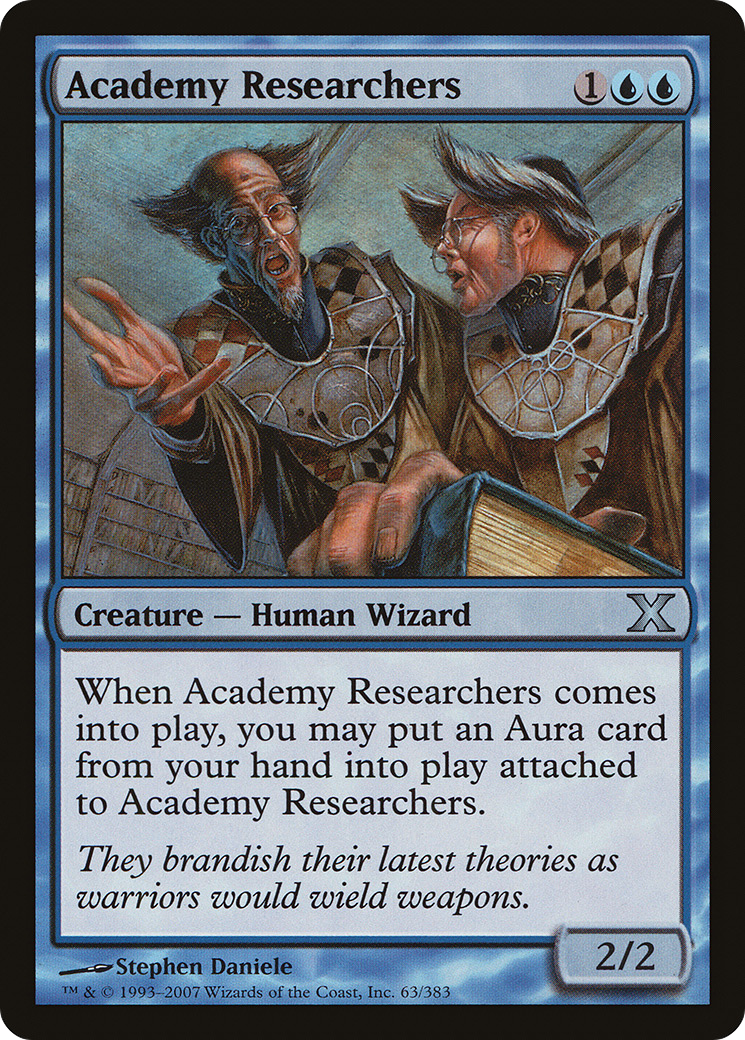 Academy Researchers 1
Creature — Human Wizard X
When Academy Researchers comes
into play, you may put an Aura card
from your hand into play attached
to Academy Researchers.
They brandish their latest theories as
warriors would wield weapons.
2/2
Stephen Daniele
™ & © 1993–2007 Wizards of the Coast, Inc. 63/383